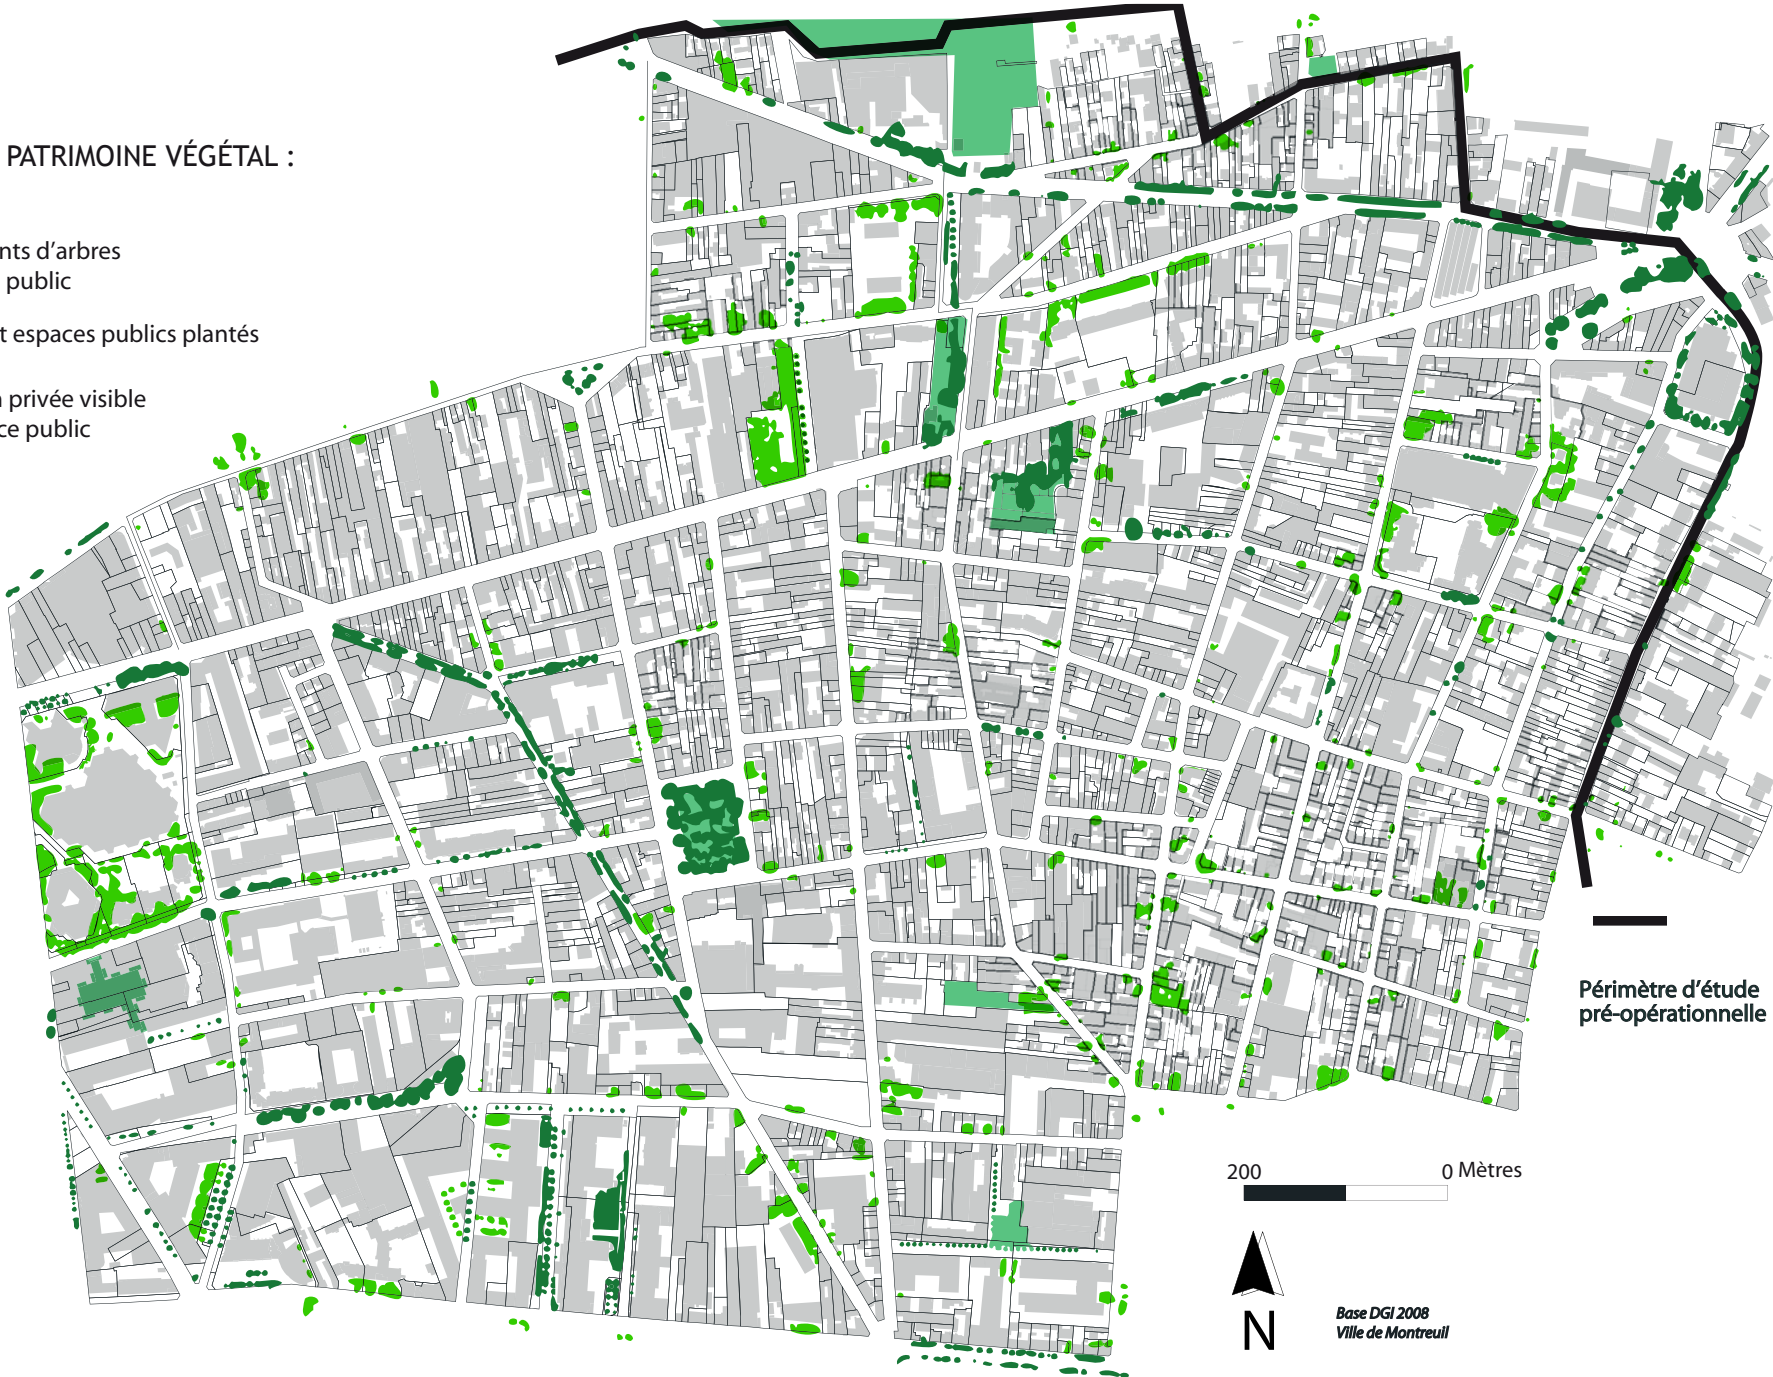 PATRIMOINE VÉGÉTAL :
nts d'arbres
public
t espaces publics plantés
privée visible
ce public
Périmètre d'étude
pré-opérationnelle
200 0 Mètres
N
Base DGI 2008
Ville de Montreuil